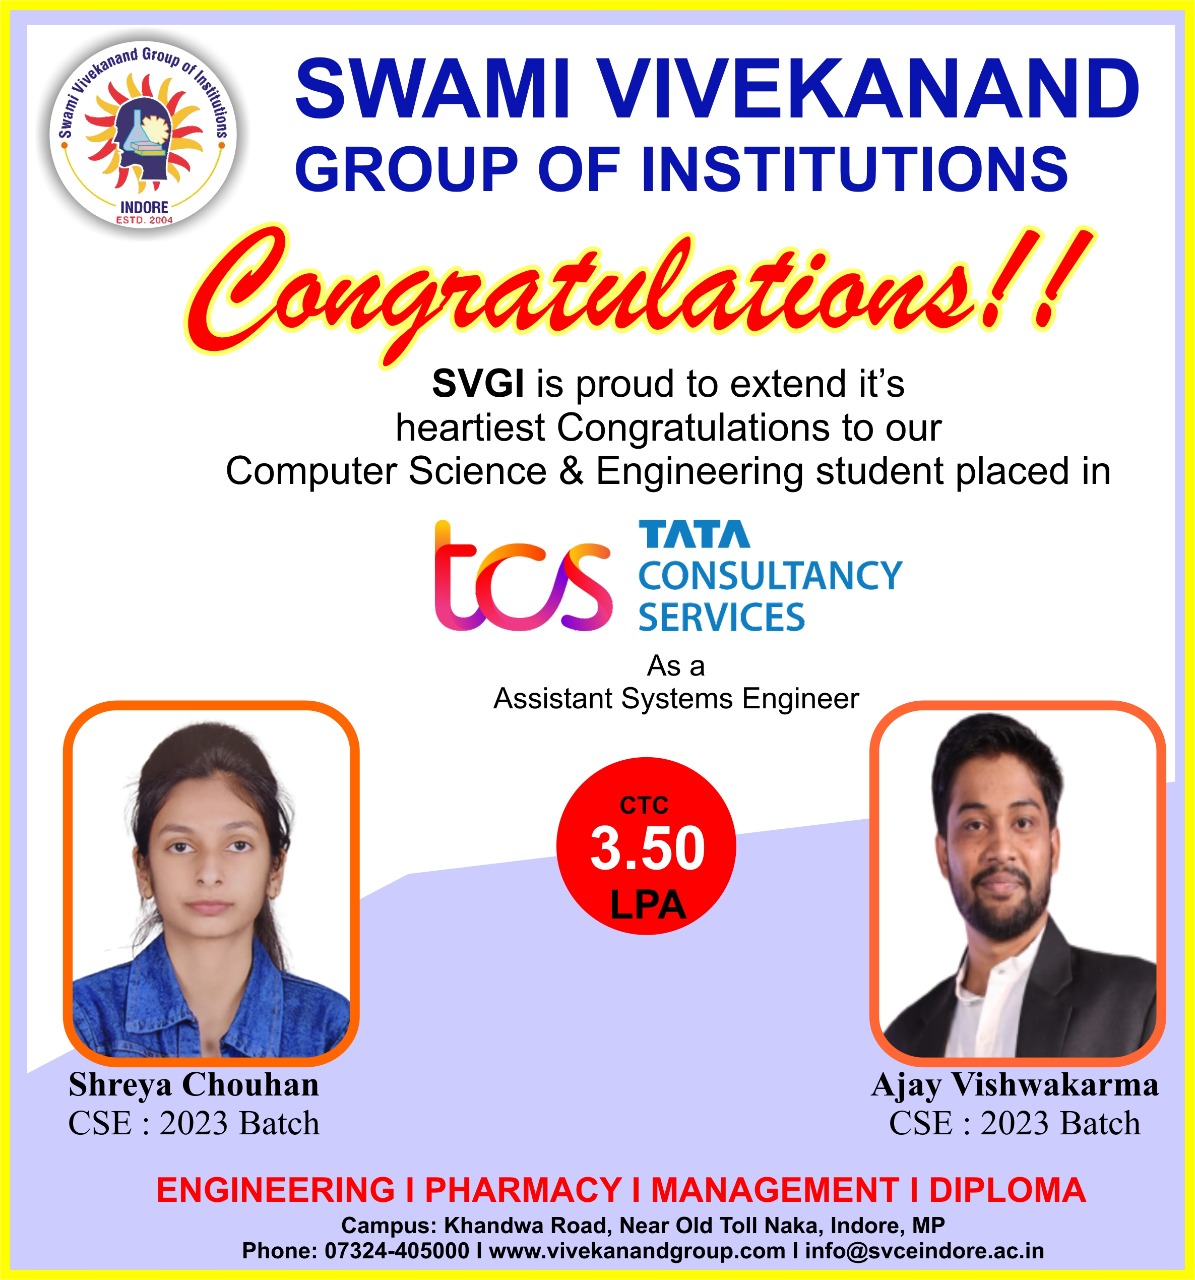 Swami Vivekanand Group of Institutions
INDORE
ESTD. 2004
SWAMI VIVEKANAND
GROUP OF INSTITUTIONS
Congratulations!!
SVGI is proud to extend it’s
heartiest Congratulations to our
Computer Science & Engineering student placed in
tcs
TATA
CONSULTANCY
SERVICES
As a
Assistant Systems Engineer
CTC
3.50
LPA
Shreya Chouhan
CSE : 2023 Batch
Ajay Vishwakarma
CSE : 2023 Batch
ENGINEERING I PHARMACY I MANAGEMENT I DIPLOMA
Campus: Khandwa Road, Near Old Toll Naka, Indore, MP
Phone: 07324-405000 I www.vivekanandgroup.com I info@svceindore.ac.in